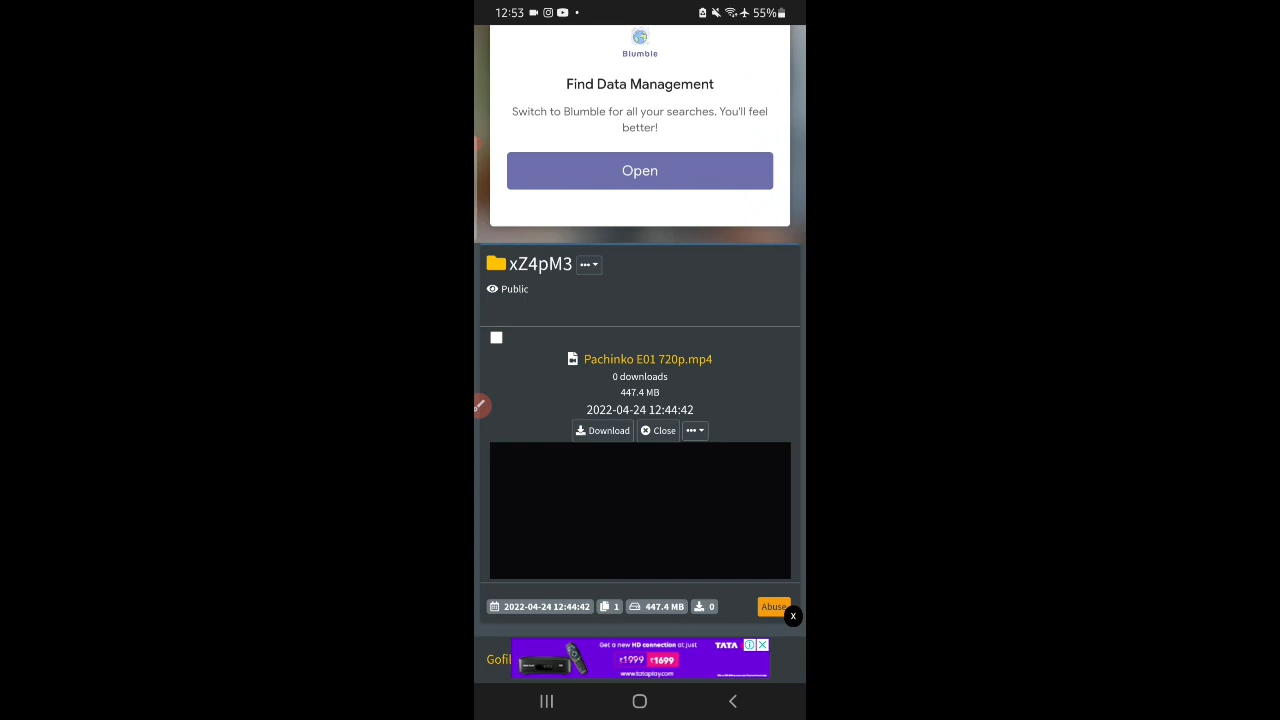 12:53
55%
Blumble
Find Data Management
Switch to Blumble for all your searches. You'll feel
better!
Open
xZ4pM3
Public
Pachinko E01 720p.mp4
0 downloads
447.4 MB
2022-04-24 12:44:42
Download
Close
2022-04-24 12:44:42
1
447.4 MB
0
Abuse
x
Gofil
Get a new HD connection at just
TATA
₹1999
₹1699
www.tataplay.com